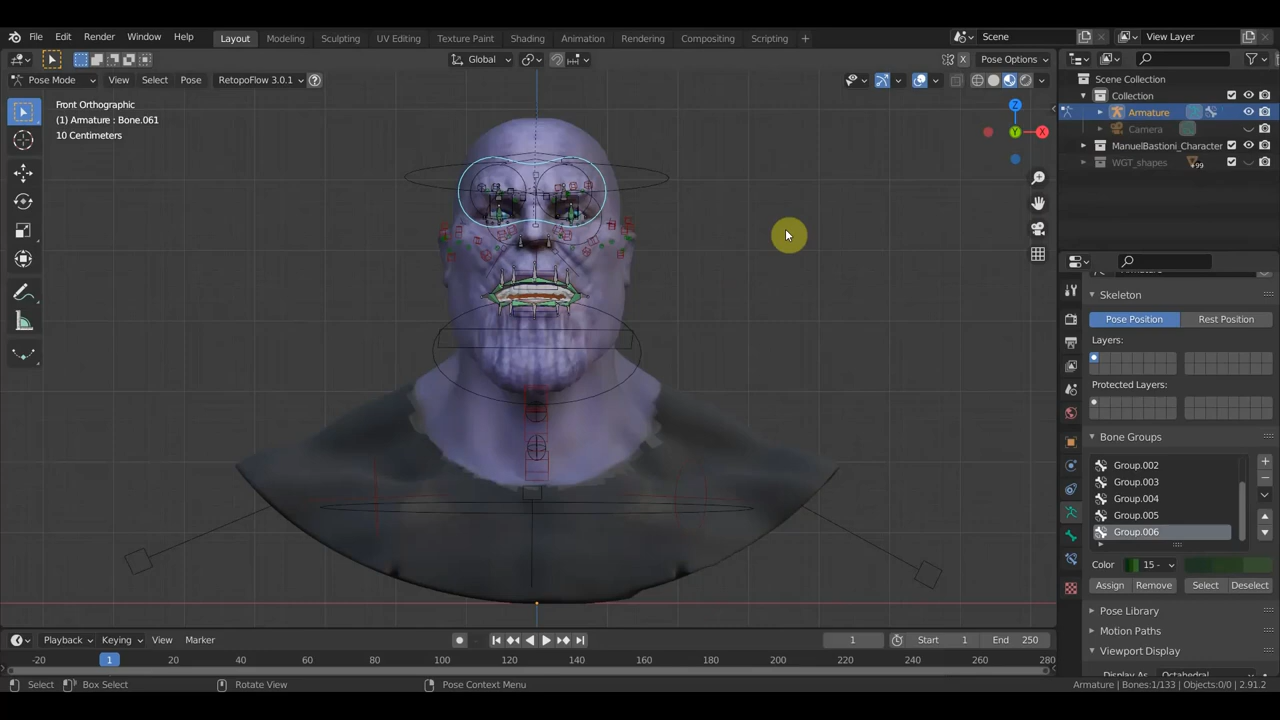 File Edit Render Window Help Layout Modeling Sculpting UV Editing Texture Paint Shading Animation Rendering Compositing Scripting + Scene View Layer
Global Pose Options
Pose Mode View Select Pose RetopoFlow 3.0.1
Front Orthographic
(1) Armature : Bone.061
10 Centimeters
Z
Y
X
Scene Collection
Collection
Armature
Camera
ManuelBastioni_Character
WGT_shapes +99
Skeleton
Pose Position Rest Position
Layers:
Protected Layers:
Bone Groups
Group.002
Group.003
Group.004
Group.005
Group.006
Color 15 -
Assign Remove Select Deselect
Pose Library
Motion Paths
Viewport Display
Display As Octahedral
Playback Keying View Marker 1 Start 1 End 250
-20 1 20 40 60 80 100 120 140 160 180 200 220 240 260 280
Select Box Select Rotate View Pose Context Menu Armature | Bones:1/133 | Objects:0/0 | 2.91.2